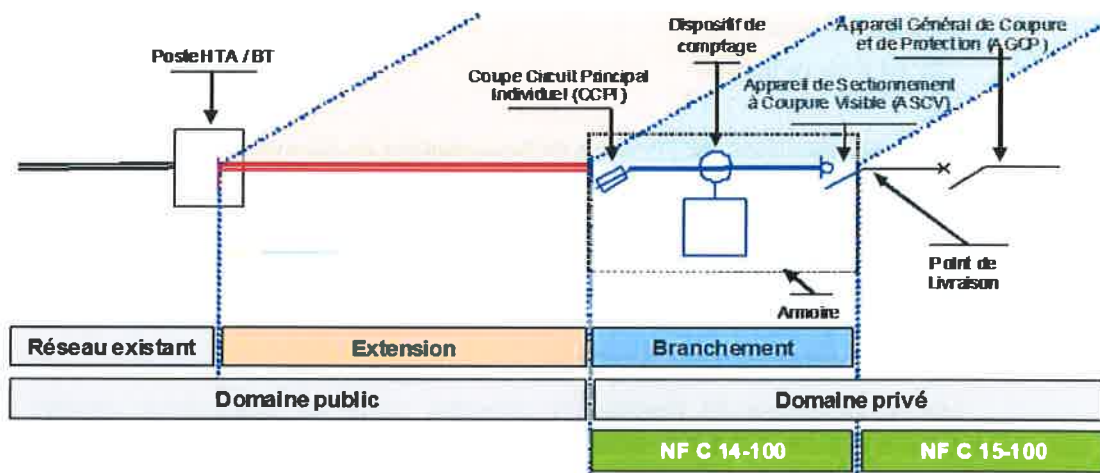 Dispositif de
comptage
Appareil Général de Coupure
et de Protection (AGCP)
Poste HTA / BT
Coupe Circuit Principal
Individuel (CCPI)
Appareil de Sectionnement
à Coupure Visible (ASCV)
Point de
Livraison
Armoire
Réseau existant
Extension
Branchement
Domaine public
Domaine privé
NF C 14-100
NF C 15-100